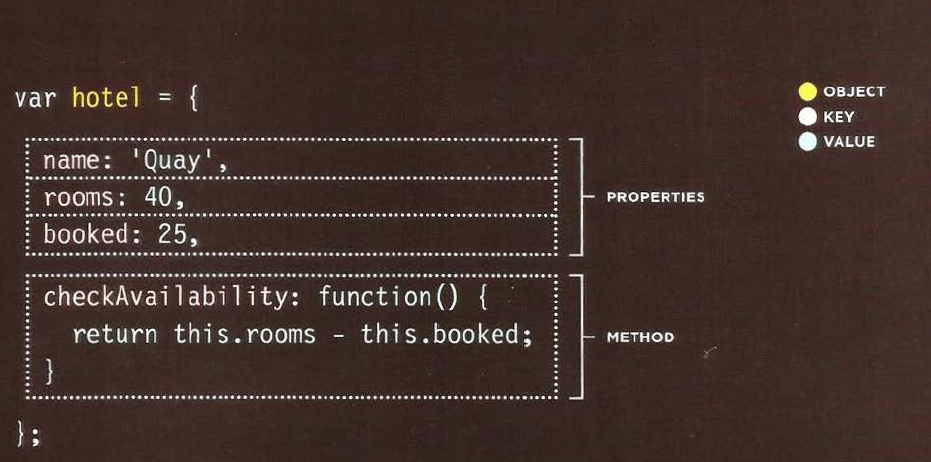 var hotel = {
name: 'Quay',
rooms: 40,
booked: 25,
checkAvailability: function() {
return this.rooms - this.booked;
}
};
OBJECT
KEY
VALUE
PROPERTIES
METHOD